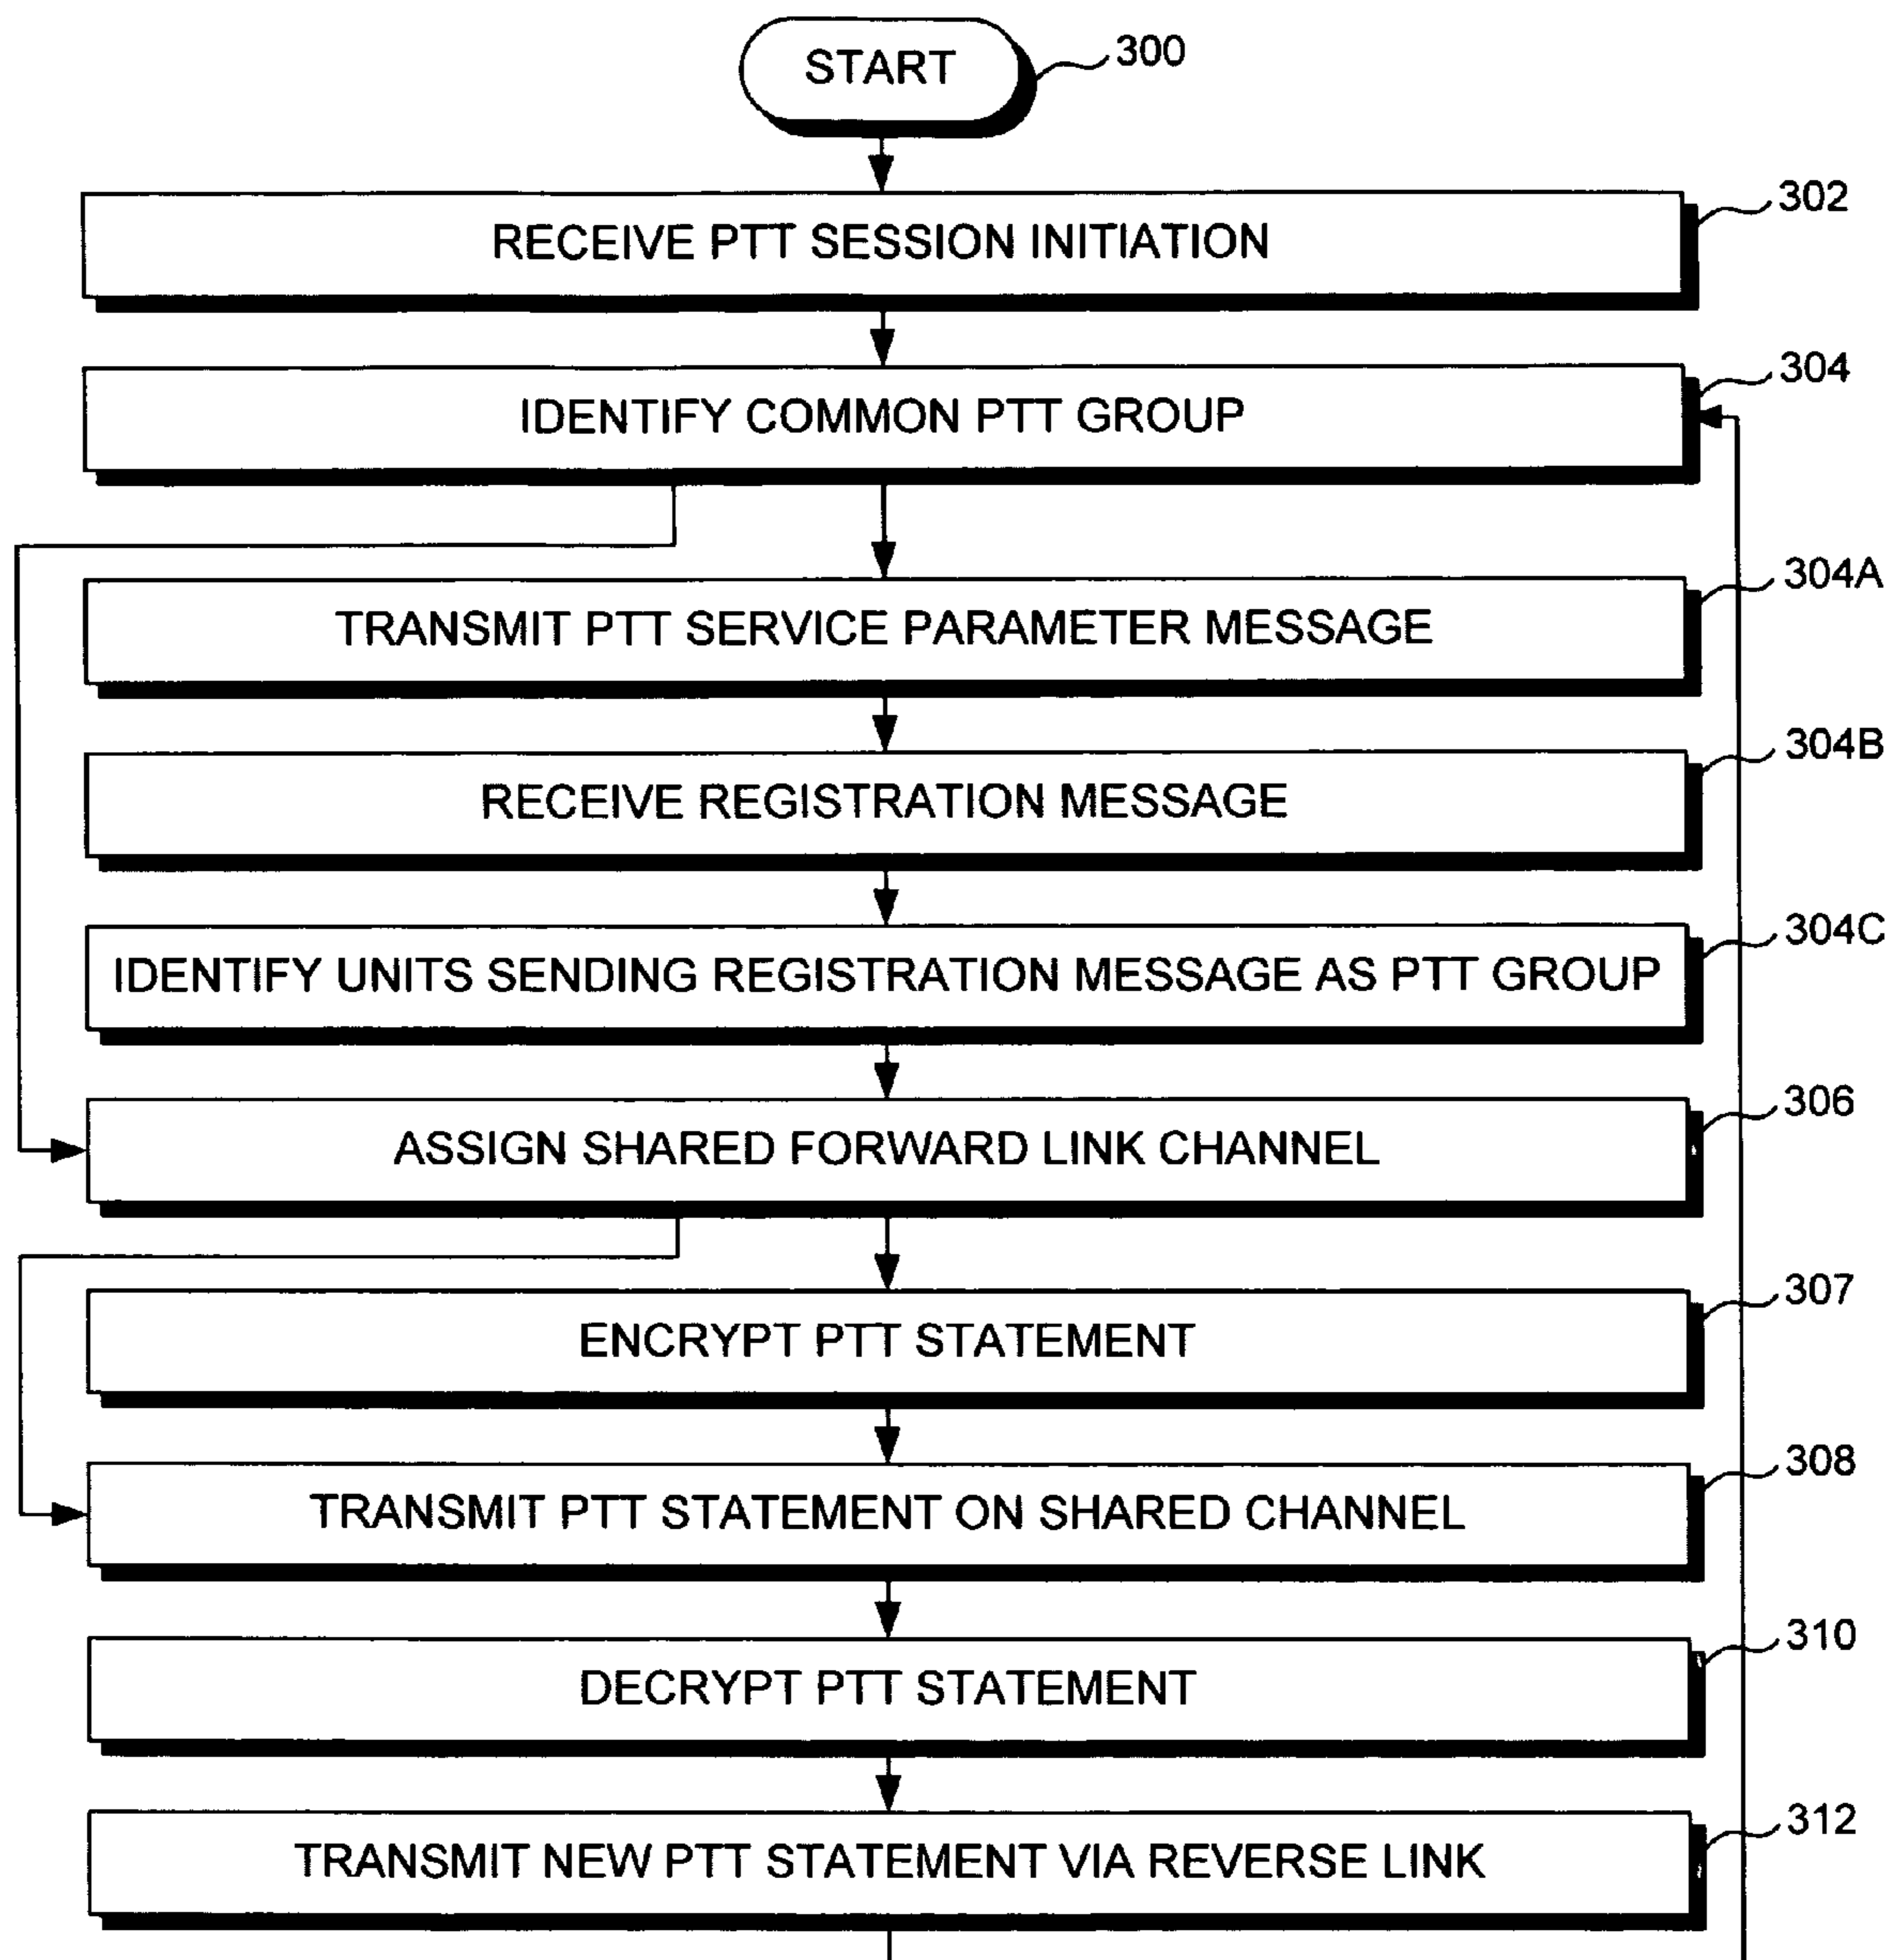 START
300
RECEIVE PTT SESSION INITIATION
302
IDENTIFY COMMON PTT GROUP
304
TRANSMIT PTT SERVICE PARAMETER MESSAGE
304A
RECEIVE REGISTRATION MESSAGE
304B
IDENTIFY UNITS SENDING REGISTRATION MESSAGE AS PTT GROUP
304C
ASSIGN SHARED FORWARD LINK CHANNEL
306
ENCRYPT PTT STATEMENT
307
TRANSMIT PTT STATEMENT ON SHARED CHANNEL
308
DECRYPT PTT STATEMENT
310
TRANSMIT NEW PTT STATEMENT VIA REVERSE LINK
312